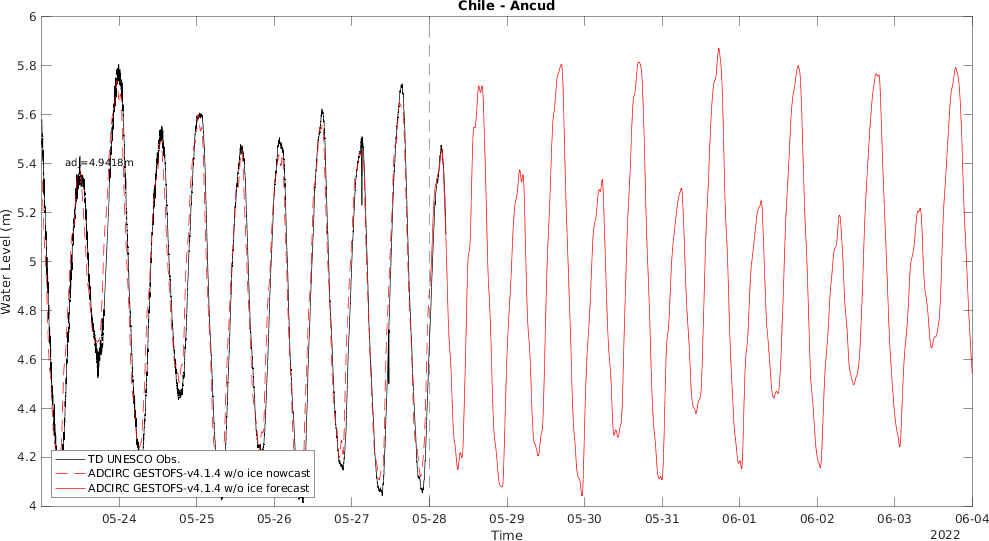 Chile - Ancud
6
5.8
5.6
5.4
5.2
5
4.8
4.6
4.4
4.2
4
Water Level (m)
adj=4.9418m
TD UNESCO Obs.
ADCIRC GESTOFS-v4.1.4 w/o ice nowcast
ADCIRC GESTOFS-v4.1.4 w/o ice forecast
05-24 05-25 05-26 05-27 05-28 05-29 05-30 05-31 06-01 06-02 06-03 06-04
Time
2022